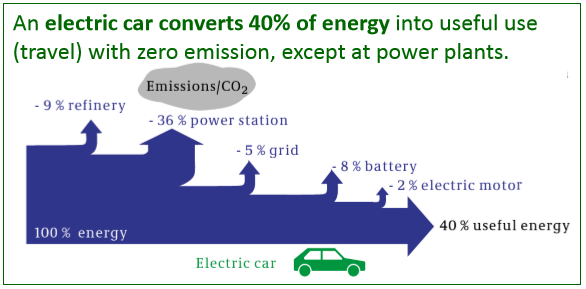 An electric car converts 40% of energy into useful use
(travel) with zero emission, except at power plants.
Emissions/CO₂
- 9 % refinery
- 36 % power station
- 5 % grid
- 8 % battery
- 2 % electric motor
100 % energy
40 % useful energy
Electric car